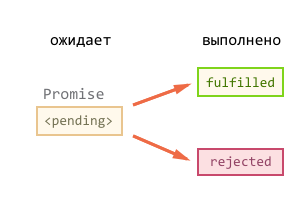 ожидает
выполнено
Promise
<pending>
fulfilled
rejected